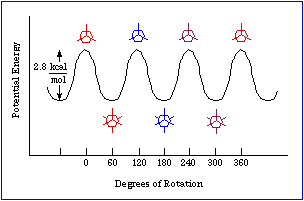 Potential Energy
2.8 kcal
mol
0 60 120 180 240 300 360
Degrees of Rotation